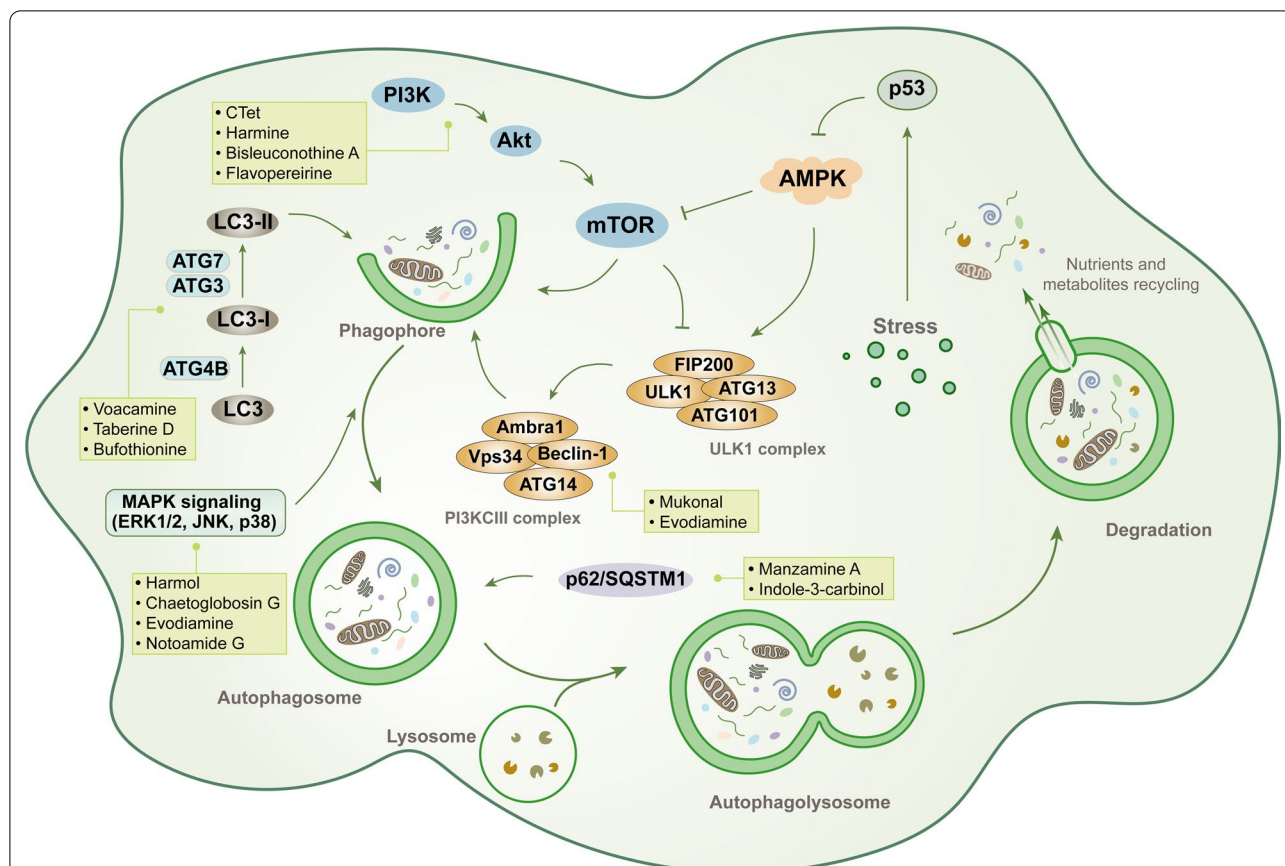 PI3K
• CTet
• Harmine
• Bisleuconothine A
• Flavopereirine
Akt
p53
AMPK
mTOR
LC3-II
ATG7
ATG3
LC3-I
ATG4B
LC3
Phagophore
Nutrients and
metabolites recycling
Stress
FIP200
ULK1
ATG13
ATG101
ULK1 complex
• Voacamine
• Taberine D
• Bufothionine
Ambra1
Vps34
Beclin-1
ATG14
PI3KCIII complex
• Mukonal
• Evodiamine
MAPK signaling
(ERK1/2, JNK, p38)
• Harmol
• Chaetoglobosin G
• Evodiamine
• Notoamide G
p62/SQSTM1
• Manzamine A
• Indole-3-carbinol
Degradation
Autophagosome
Lysosome
Autophagolysosome